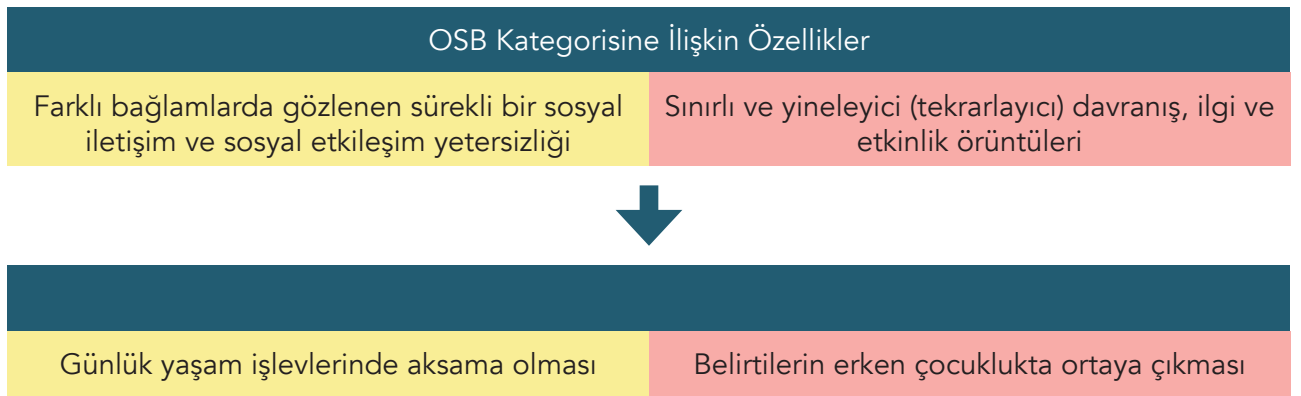 OSB Kategorisine İlişkin Özellikler
Farklı bağlamlarda gözlenen sürekli bir sosyal
iletişim ve sosyal etkileşim yetersizliği
Sınırlı ve yineleyici (tekrarlayıcı) davranış, ilgi ve
etkinlik örüntüleri
Günlük yaşam işlevlerinde aksama olması
Belirtilerin erken çocuklukta ortaya çıkması